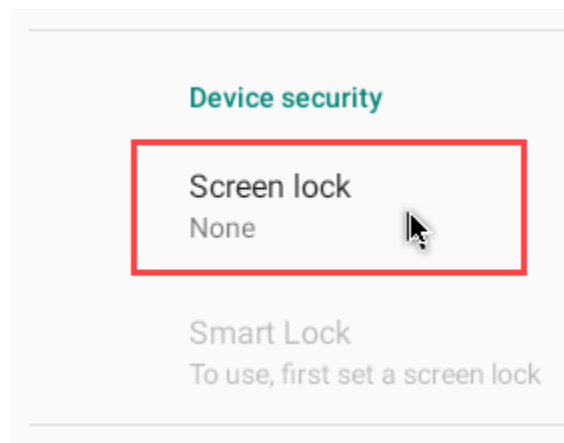 Device security
Screen lock
None
Smart Lock
To use, first set a screen lock